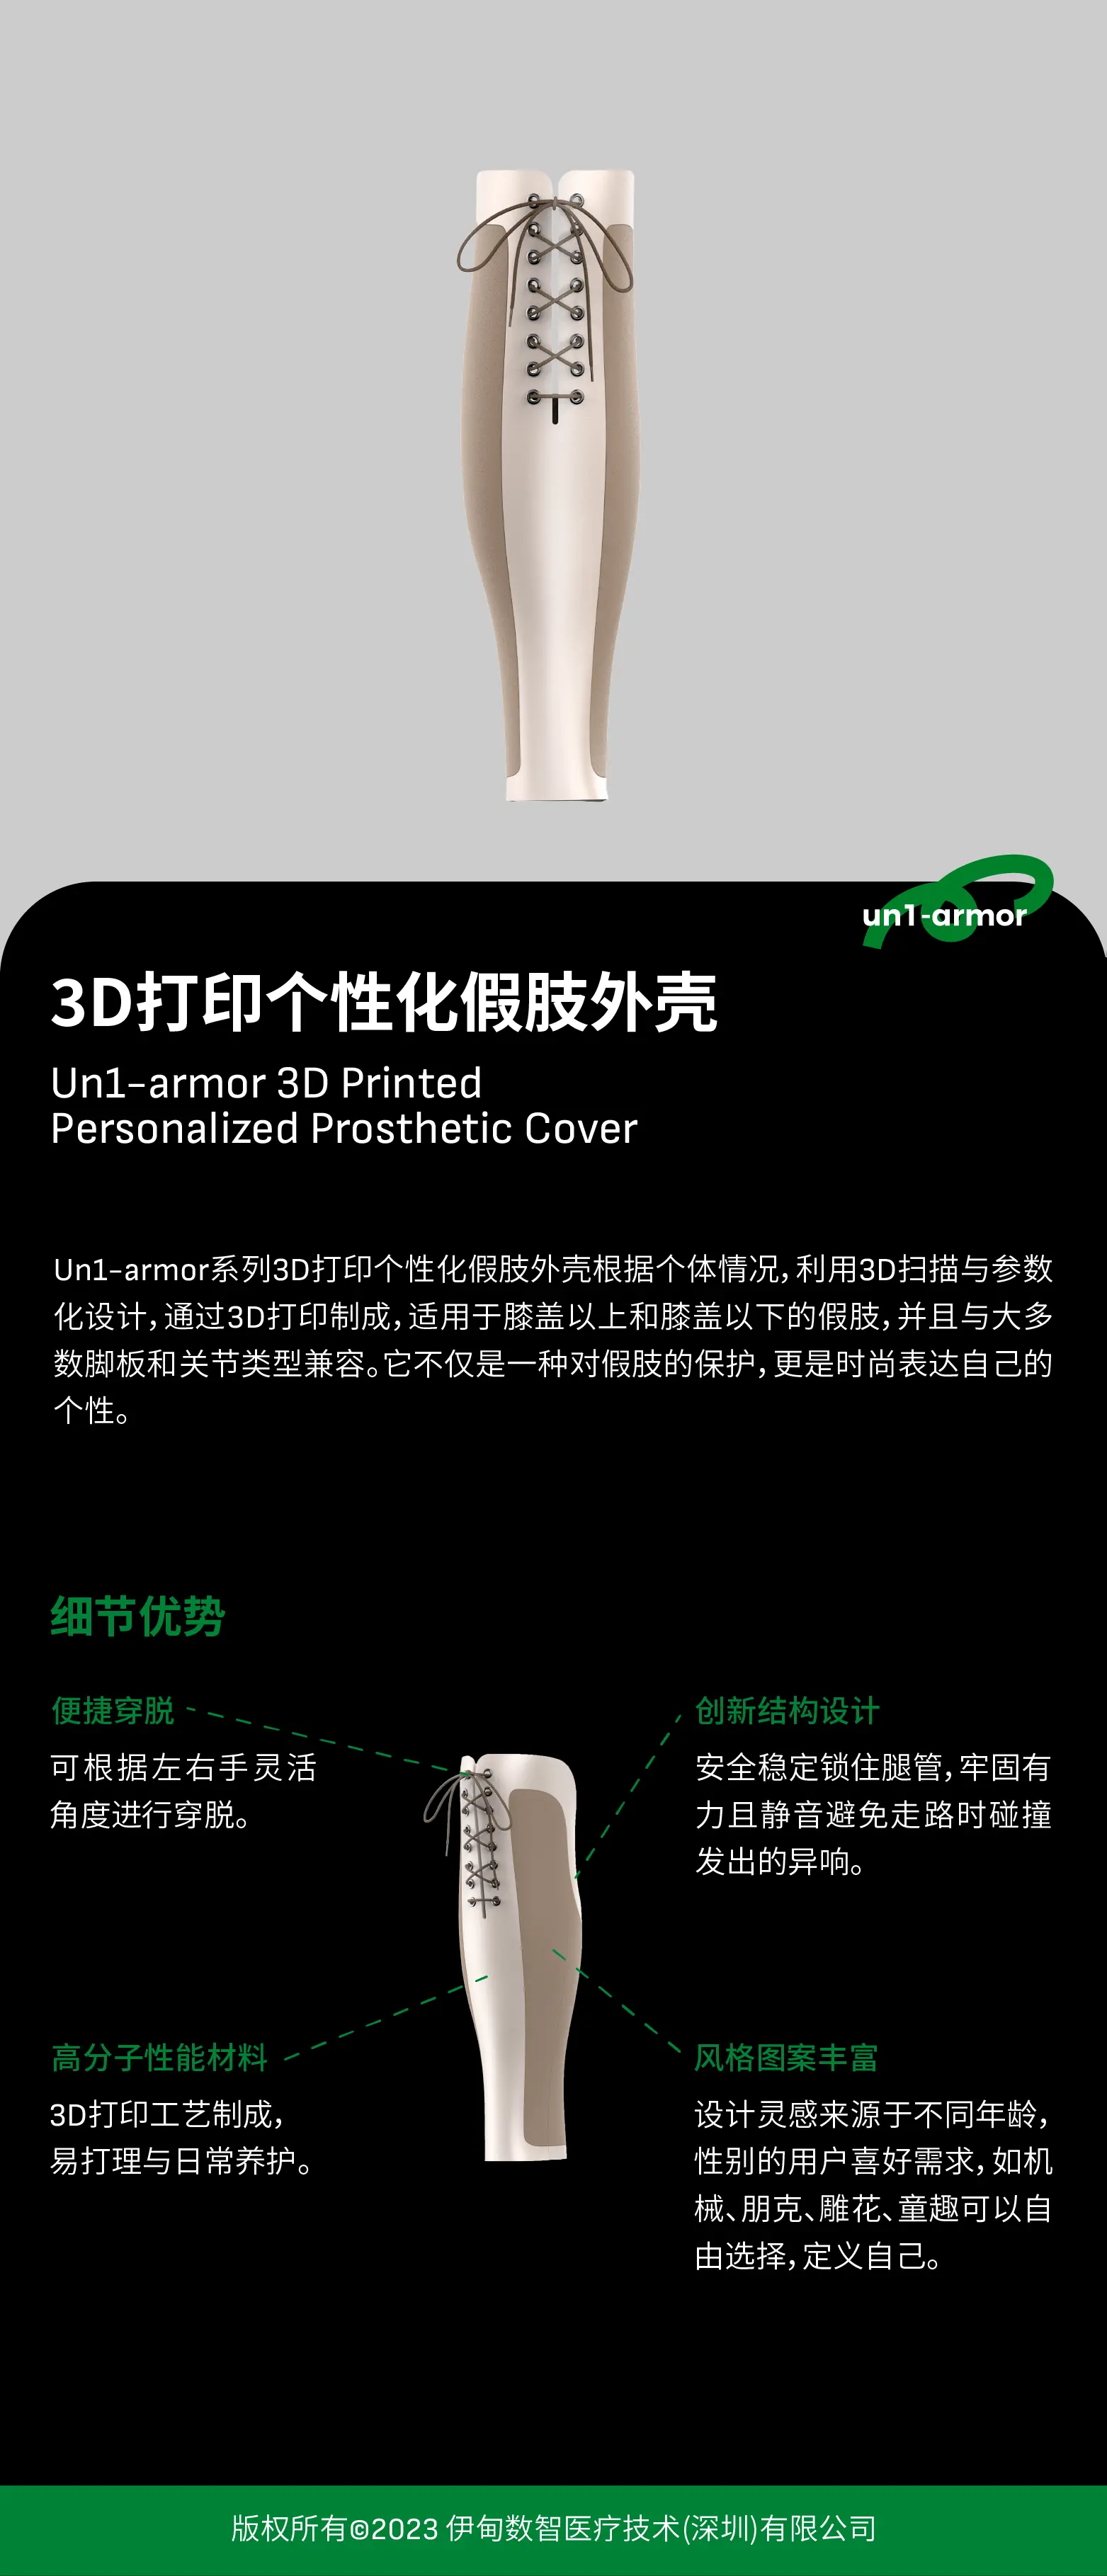 un1-armor
3D打印个性化假肢外壳
Un1-armor 3D Printed
Personalized Prosthetic Cover
Un1-armor系列3D打印个性化假肢外壳根据个体情况，利用3D扫描与参数
化设计，通过3D打印制成，适用于膝盖以上和膝盖以下的假肢，并且与大多
数脚板和关节类型兼容。它不仅是一种对假肢的保护，更是时尚表达自己的
个性。
细节优势
便捷穿脱
可根据左右手灵活
角度进行穿脱。
创新结构设计
安全稳定锁住腿管，牢固有
力且静音避免走路时碰撞
发出的异响。
高分子性能材料
3D打印工艺制成，
易打理与日常养护。
风格图案丰富
设计灵感来源于不同年龄，
性别的用户喜好需求，如机
械、朋克、雕花、童趣可以自
由选择，定义自己。
版权所有©2023 伊甸数智医疗技术(深圳)有限公司